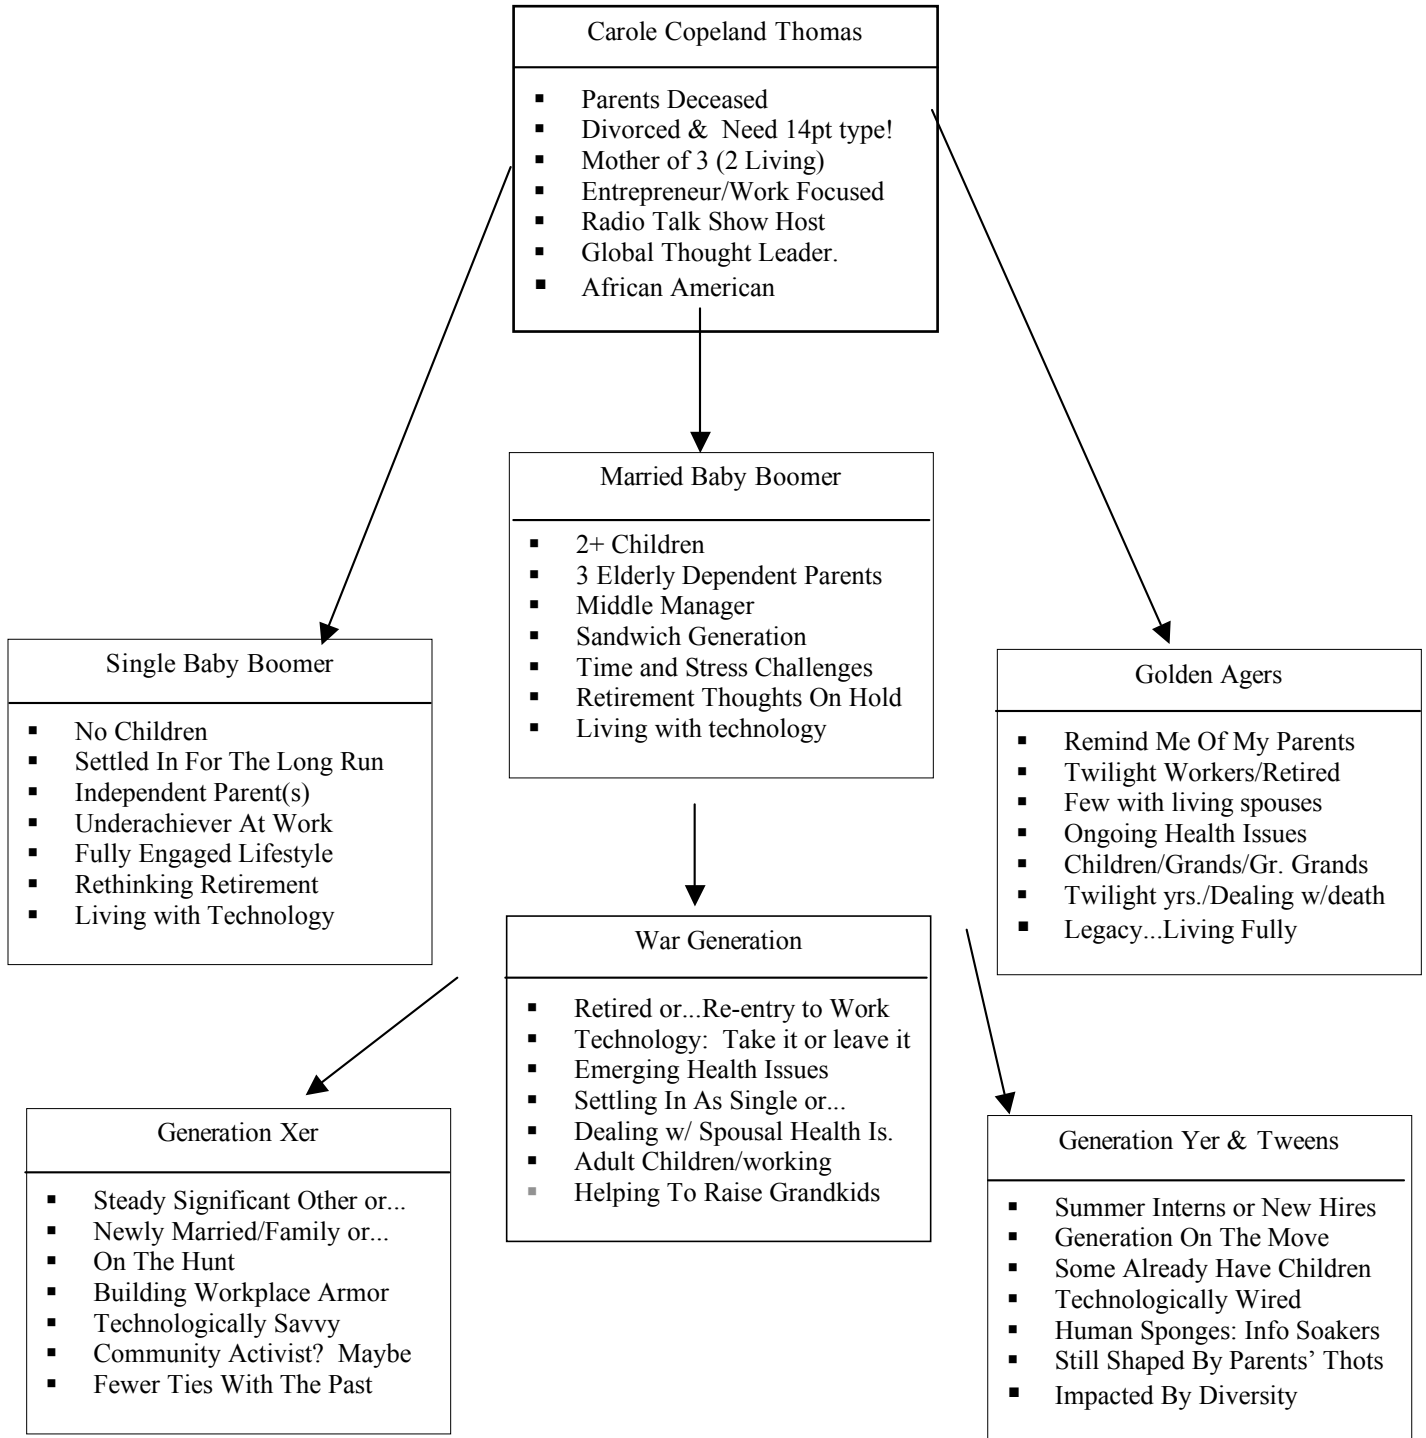 Carole Copeland Thomas
▪ Parents Deceased
▪ Divorced & Need 14pt type!
▪ Mother of 3 (2 Living)
▪ Entrepreneur/Work Focused
▪ Radio Talk Show Host
▪ Global Thought Leader.
▪ African American
Married Baby Boomer
▪ 2+ Children
▪ 3 Elderly Dependent Parents
▪ Middle Manager
▪ Sandwich Generation
▪ Time and Stress Challenges
▪ Retirement Thoughts On Hold
▪ Living with technology
Single Baby Boomer
▪ No Children
▪ Settled In For The Long Run
▪ Independent Parent(s)
▪ Underachiever At Work
▪ Fully Engaged Lifestyle
▪ Rethinking Retirement
▪ Living with Technology
Golden Agers
▪ Remind Me Of My Parents
▪ Twilight Workers/Retired
▪ Few with living spouses
▪ Ongoing Health Issues
▪ Children/Grands/Gr. Grands
▪ Twilight yrs./Dealing w/death
▪ Legacy...Living Fully
War Generation
▪ Retired or...Re-entry to Work
▪ Technology: Take it or leave it
▪ Emerging Health Issues
▪ Settling In As Single or...
▪ Dealing w/ Spousal Health Is.
▪ Adult Children/working
▪ Helping To Raise Grandkids
Generation Xer
▪ Steady Significant Other or...
▪ Newly Married/Family or...
▪ On The Hunt
▪ Building Workplace Armor
▪ Technologically Savvy
▪ Community Activist? Maybe
▪ Fewer Ties With The Past
Generation Yer & Tweens
▪ Summer Interns or New Hires
▪ Generation On The Move
▪ Some Already Have Children
▪ Technologically Wired
▪ Human Sponges: Info Soakers
▪ Still Shaped By Parents’ Thots
▪ Impacted By Diversity